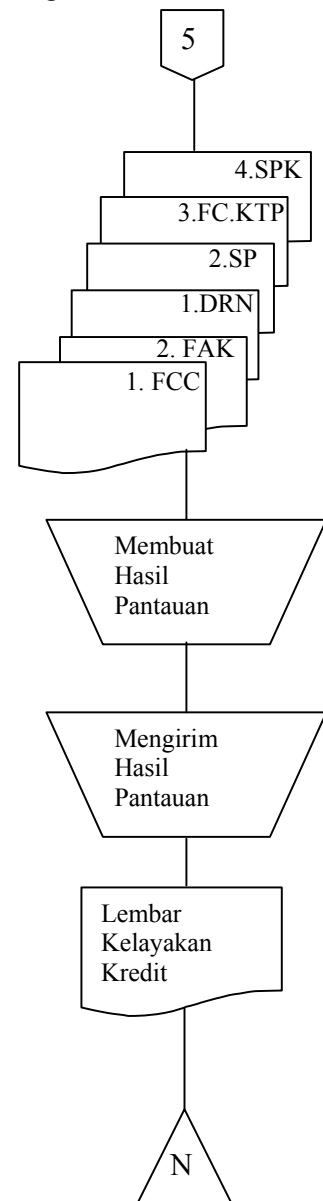 5
4.SPK
3.FC.KTP
2.SP
1.DRN
2. FAK
1. FCC
Membuat
Hasil
Pantauan
Mengirim
Hasil
Pantauan
Lembar
Kelayakan
Kredit
N